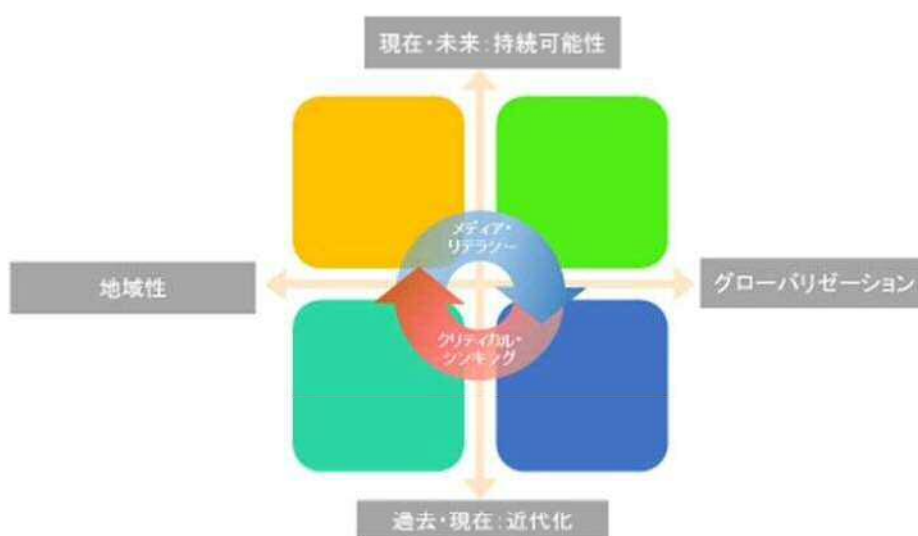 現在・未来：持続可能性
メディア・
リテラシー
地域性
グローバリゼーション
クリティカル・
シンキング
過去・現在：近代化